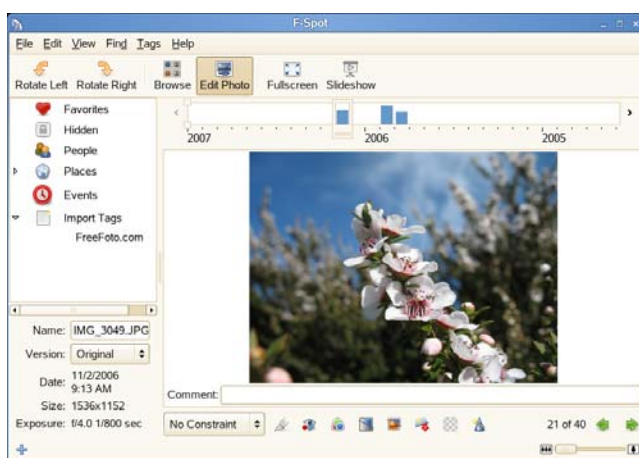 F-Spot
File Edit View Find Tags Help
Rotate Left Rotate Right Browse Edit Photo Fullscreen Slideshow
Favorites
Hidden
People
Places
Events
Import Tags
FreeFoto.com
2007 2006 2005
Name: IMG_3049.JPG
Version: Original
Date: 11/2/2006
9:13 AM
Size: 1536x1152
Exposure: f/4.0 1/800 sec
Comment:
No Constraint
21 of 40